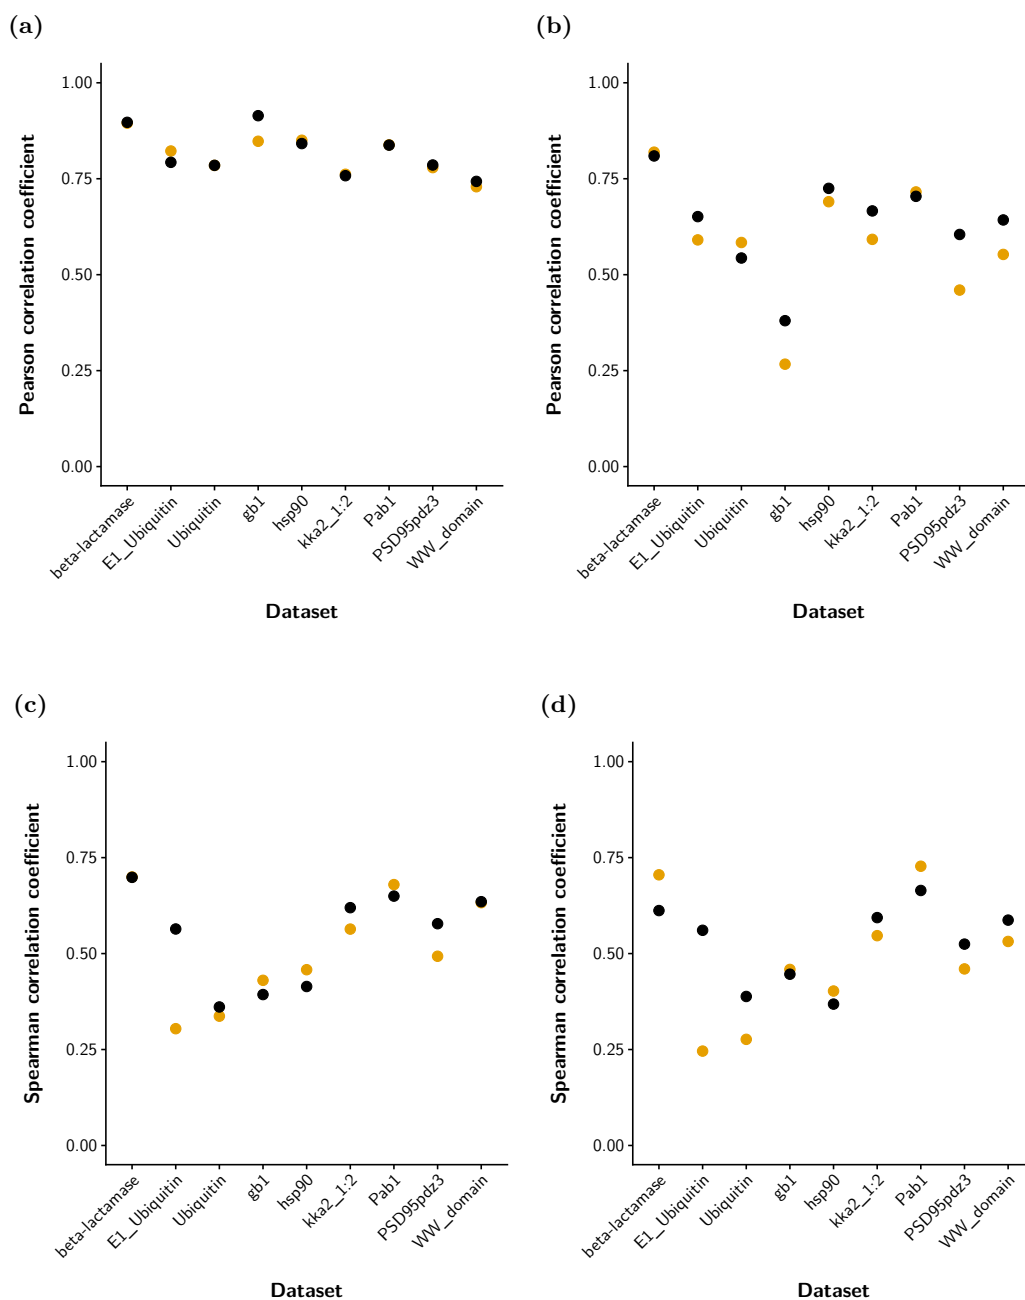 (a)
Pearson correlation coefficient
1.00
0.75
0.50
0.25
0.00
beta-lactamase
E1_Ubiquitin
Ubiquitin
gb1
hsp90
kka2_1:2
Pab1
PSD95pdz3
WW_domain
Dataset
(b)
Pearson correlation coefficient
1.00
0.75
0.50
0.25
0.00
beta-lactamase
E1_Ubiquitin
Ubiquitin
gb1
hsp90
kka2_1:2
Pab1
PSD95pdz3
WW_domain
Dataset
(c)
Spearman correlation coefficient
1.00
0.75
0.50
0.25
0.00
beta-lactamase
E1_Ubiquitin
Ubiquitin
gb1
hsp90
kka2_1:2
Pab1
PSD95pdz3
WW_domain
Dataset
(d)
Spearman correlation coefficient
1.00
0.75
0.50
0.25
0.00
beta-lactamase
E1_Ubiquitin
Ubiquitin
gb1
hsp90
kka2_1:2
Pab1
PSD95pdz3
WW_domain
Dataset